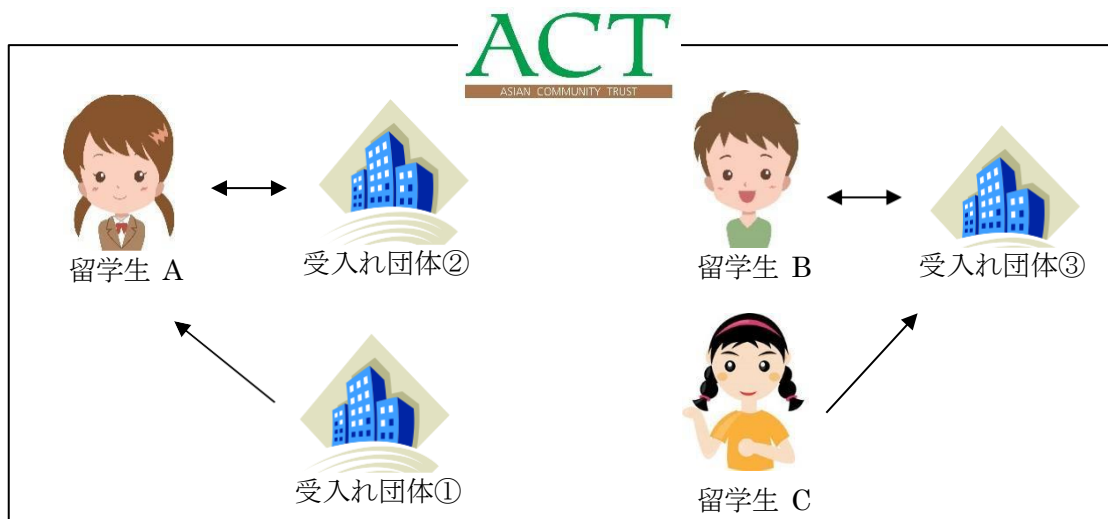 ACT
ASIAN COMMUNITY TRUST
留学生 A
受入れ団体②
留学生 B
受入れ団体③
受入れ団体①
留学生 C